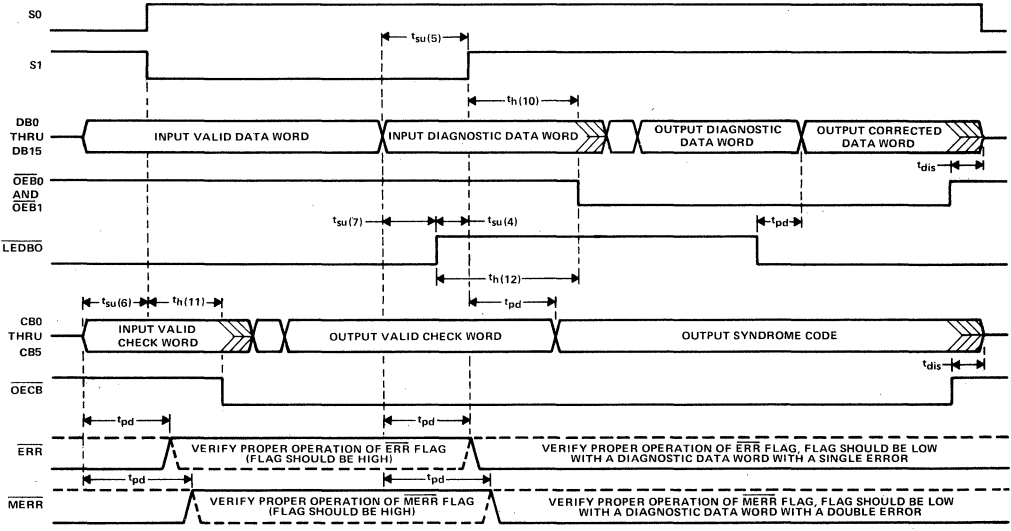 S0
tsu(5)
S1
th(10)
DB0
THRU
DB15
INPUT VALID DATA WORD
INPUT DIAGNOSTIC DATA WORD
OUTPUT DIAGNOSTIC
DATA WORD
OUTPUT CORRECTED
DATA WORD
tdis
OEB0
AND
OEB1
tsu(7)
tsu(4)
tpd
LEDBO
th(12)
tsu(6)
th(11)
tpd
CB0
THRU
CB5
INPUT VALID
CHECK WORD
OUTPUT VALID CHECK WORD
OUTPUT SYNDROME CODE
tdis
OECB
tpd
tpd
ERR
VERIFY PROPER OPERATION OF ERR FLAG
(FLAG SHOULD BE HIGH)
VERIFY PROPER OPERATION OF ERR FLAG, FLAG SHOULD BE LOW
WITH A DIAGNOSTIC DATA WORD WITH A SINGLE ERROR
tpd
tpd
MERR
VERIFY PROPER OPERATION OF MERR FLAG
(FLAG SHOULD BE HIGH)
VERIFY PROPER OPERATION OF MERR FLAG, FLAG SHOULD BE LOW
WITH A DIAGNOSTIC DATA WORD WITH A DOUBLE ERROR